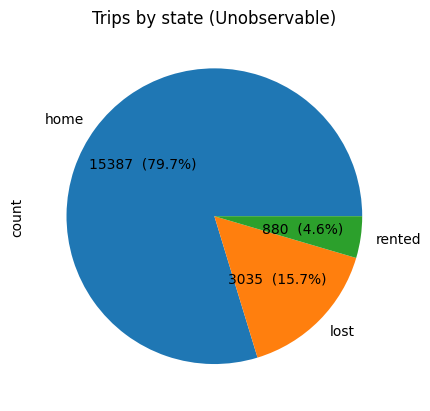 Trips by state (Unobservable)
home
15387  (79.7%)
count
880  (4.6%)
rented
3035  (15.7%)
lost